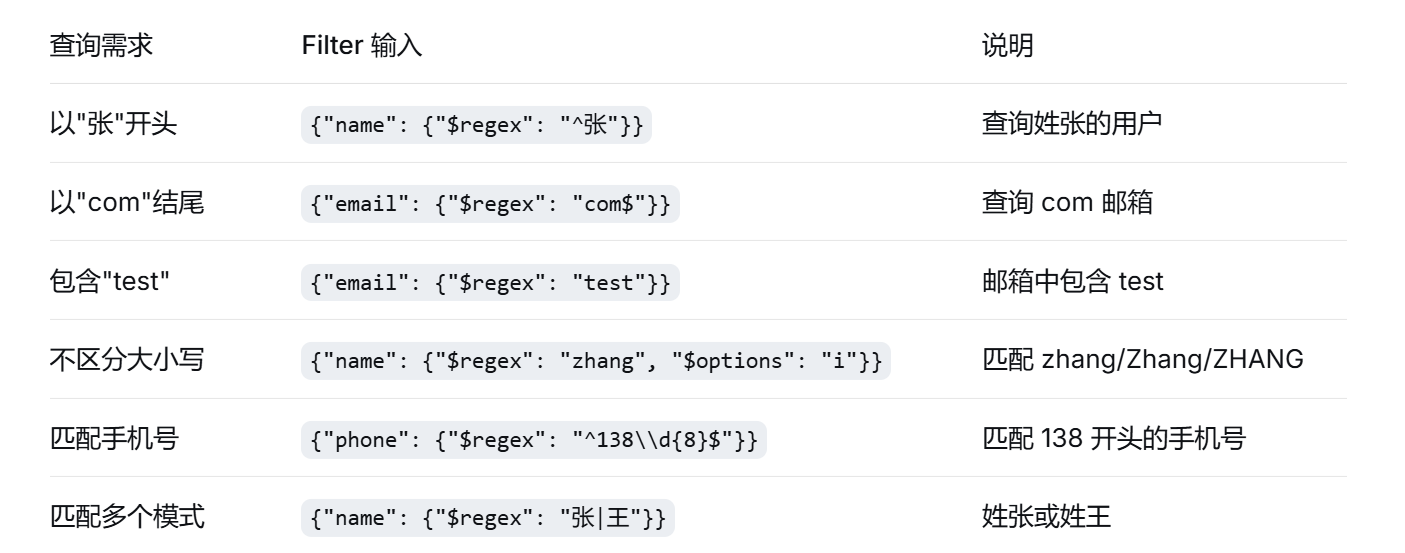 查询需求 Filter 输入 说明
以"张"开头 {"name": {"$regex": "^张"}} 查询姓张的用户
以"com"结尾 {"email": {"$regex": "com$"}} 查询 com 邮箱
包含"test" {"email": {"$regex": "test"}} 邮箱中包含 test
不区分大小写 {"name": {"$regex": "zhang", "$options": "i"}} 匹配 zhang/Zhang/ZHANG
匹配手机号 {"phone": {"$regex": "^138\\d{8}$"}} 匹配 138 开头的手机号
匹配多个模式 {"name": {"$regex": "张|王"}} 姓张或姓王